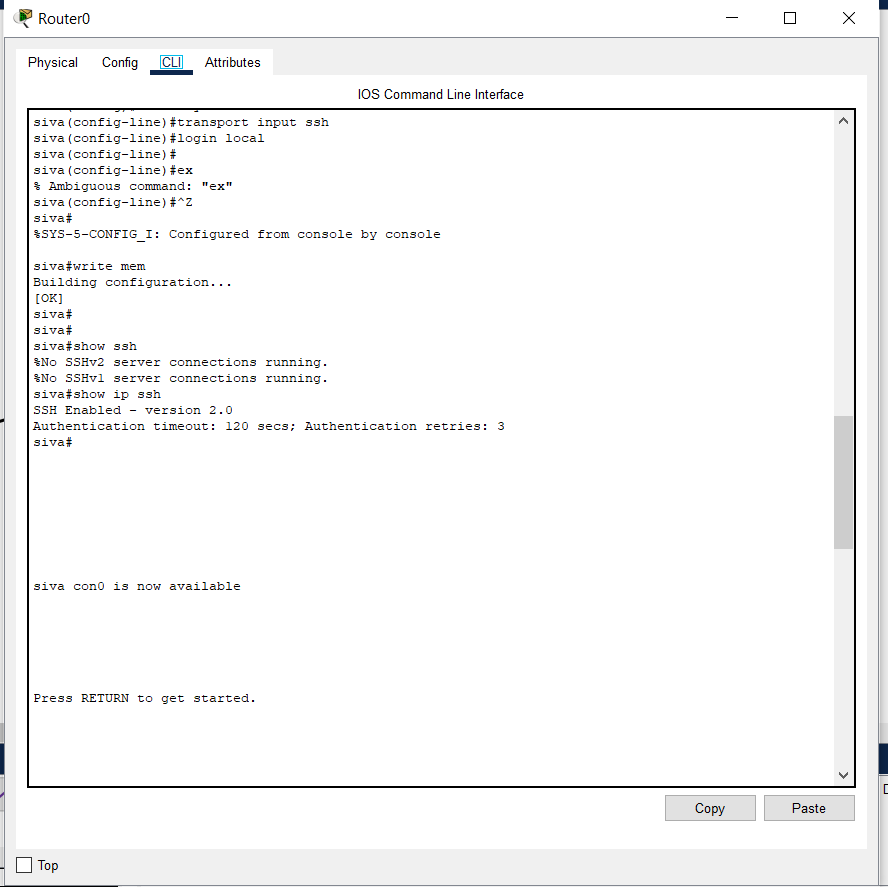 Router0
Physical Config CLI Attributes
IOS Command Line Interface
siva(config-line)#transport input ssh
siva(config-line)#login local
siva(config-line)#
siva(config-line)#ex
% Ambiguous command: "ex"
siva(config-line)#^Z
siva#
%SYS-5-CONFIG_I: Configured from console by console
siva#write mem
Building configuration...
[OK]
siva#
siva#
siva#show ssh
%No SSHv2 server connections running.
%No SSHv1 server connections running.
siva#show ip ssh
SSH Enabled - version 2.0
Authentication timeout: 120 secs; Authentication retries: 3
siva#
siva con0 is now available
Press RETURN to get started.
Copy Paste
Top